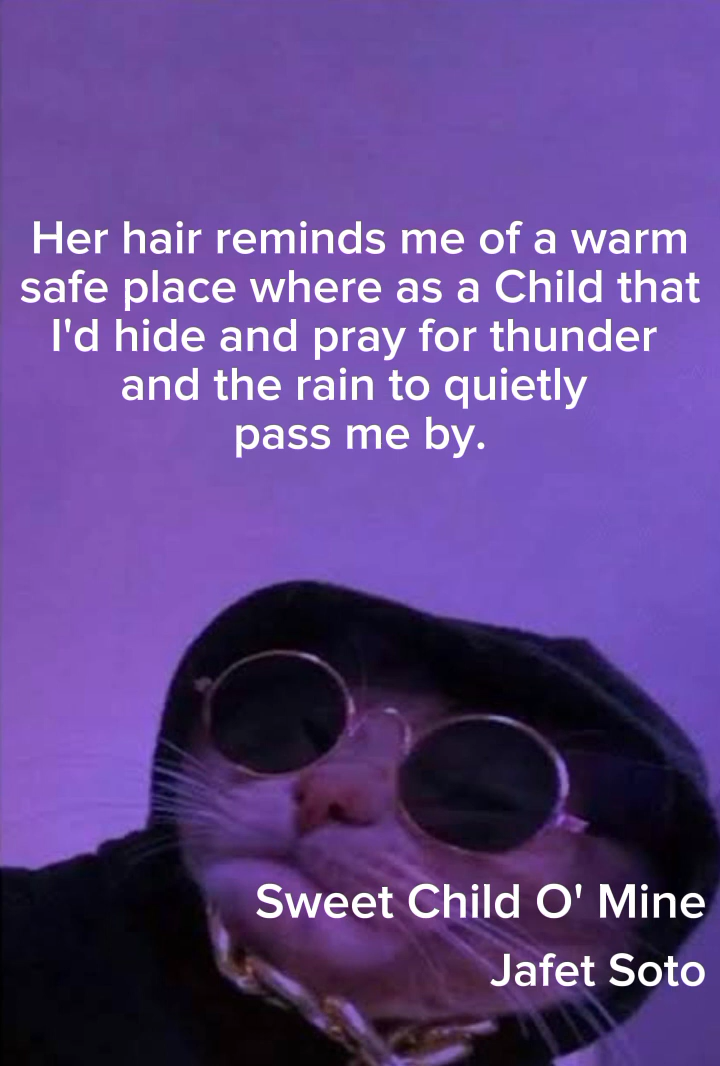 Her hair reminds me of a warm
safe place where as a Child that
I'd hide and pray for thunder
and the rain to quietly
pass me by.
Sweet Child O' Mine
Jafet Soto